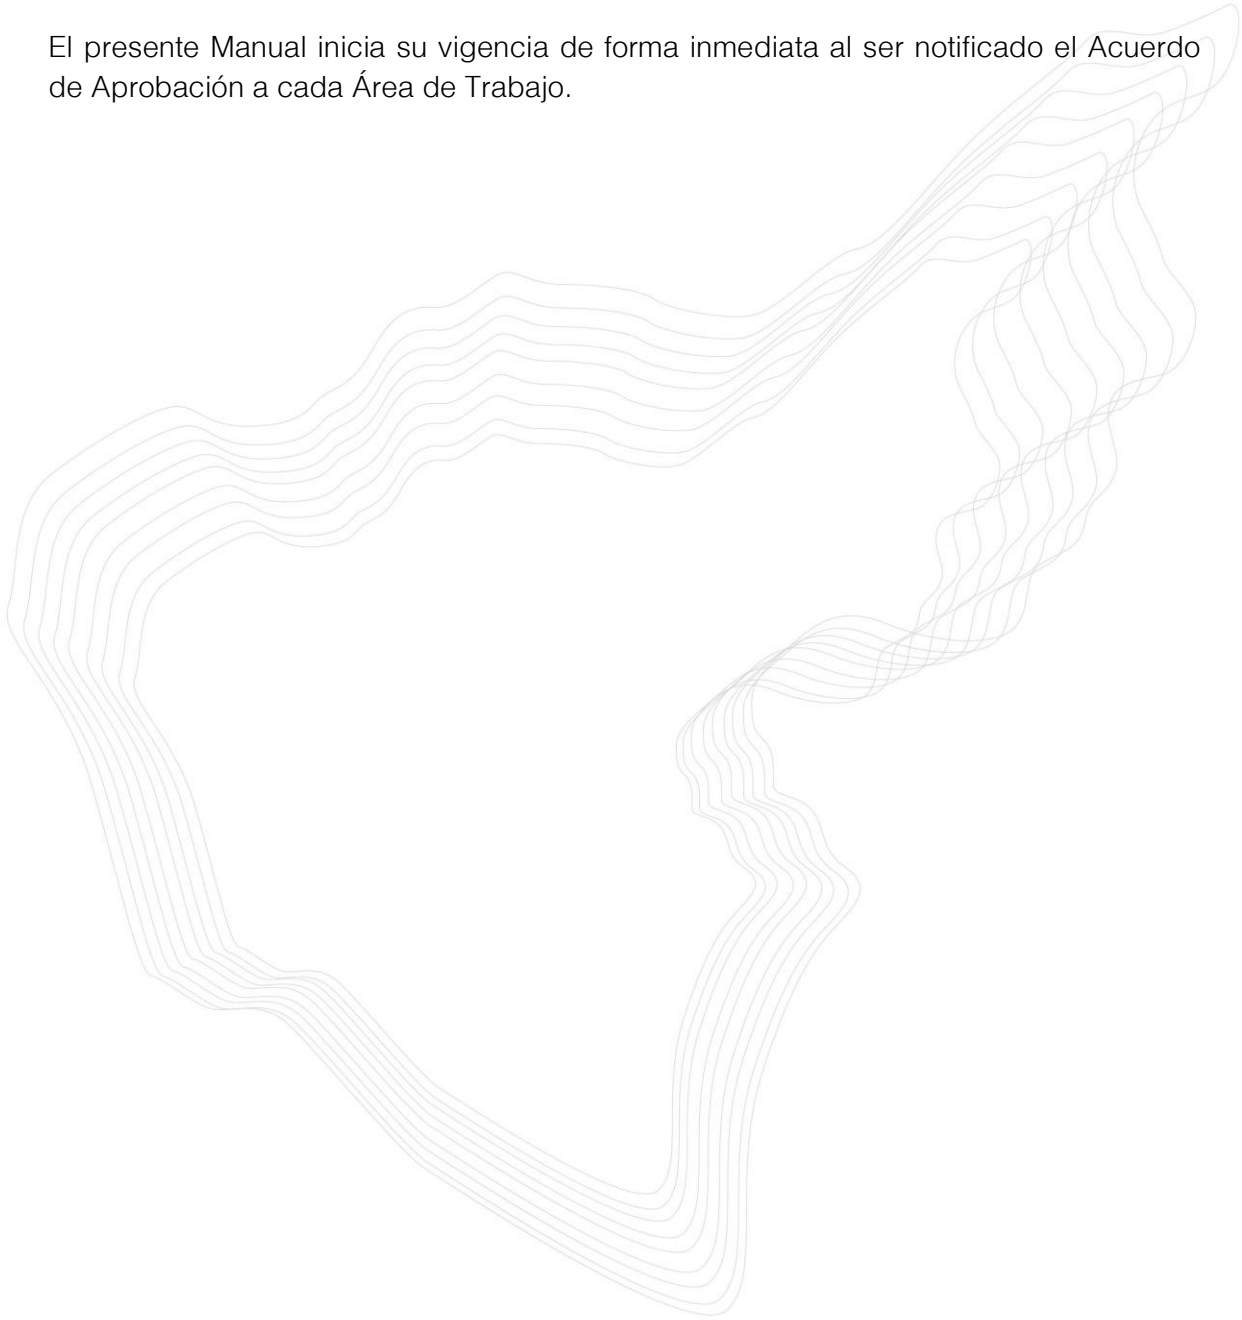 El presente Manual inicia su vigencia de forma inmediata al ser notificado el Acuerdo
de Aprobación a cada Área de Trabajo.